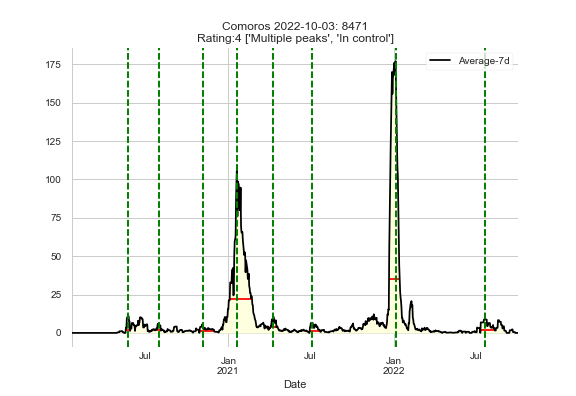 Comoros 2022-10-03: 8471
Rating:4 ['Multiple peaks', 'In control']
Average-7d
175
150
125
100
75
50
25
0
Jul Jan Jul Jan Jul
2021 2022
Date